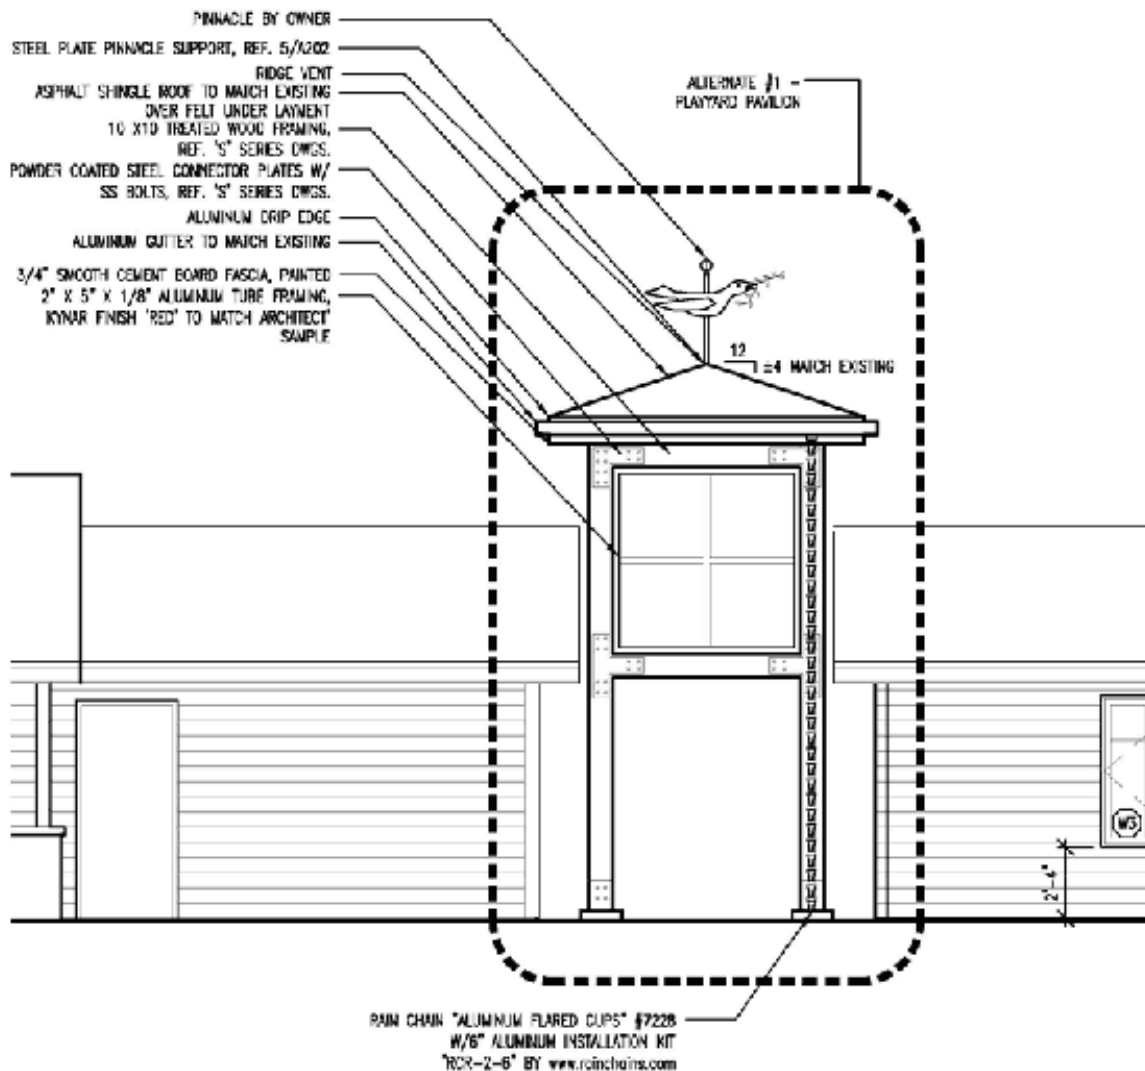 PINNACLE BY OWNER
STEEL PLATE PINNACLE SUPPORT, REF. 5/A202
RIDGE VENT
ASPHALT SHINGLE ROOF TO MATCH EXISTING
OVER FELT UNDER LAYMENT
10 X10 TREATED WOOD FRAMING,
REF. 'S' SERIES DWGS.
POWDER COATED STEEL CONNECTOR PLATES W/
SS BOLTS, REF. 'S' SERIES DWGS.
ALUMINUM DRIP EDGE
ALUMINUM GUTTER TO MATCH EXISTING
3/4" SMOOTH CEMENT BOARD FASCIA, PAINTED
2" X 5" X 1/8" ALUMINUM TUBE FRAMING,
KYNAR FINISH 'RED' TO MATCH ARCHITECT'
SAMPLE
ALTERNATE #1 -
PLAYYARD PAVILION
12
±4 MATCH EXISTING
W3
2'-4"
RAIN CHAIN "ALUMINUM FLARED CUPS" #7228
W/6" ALUMINUM INSTALLATION KIT
"RCR-2-6" BY www.rainchains.com